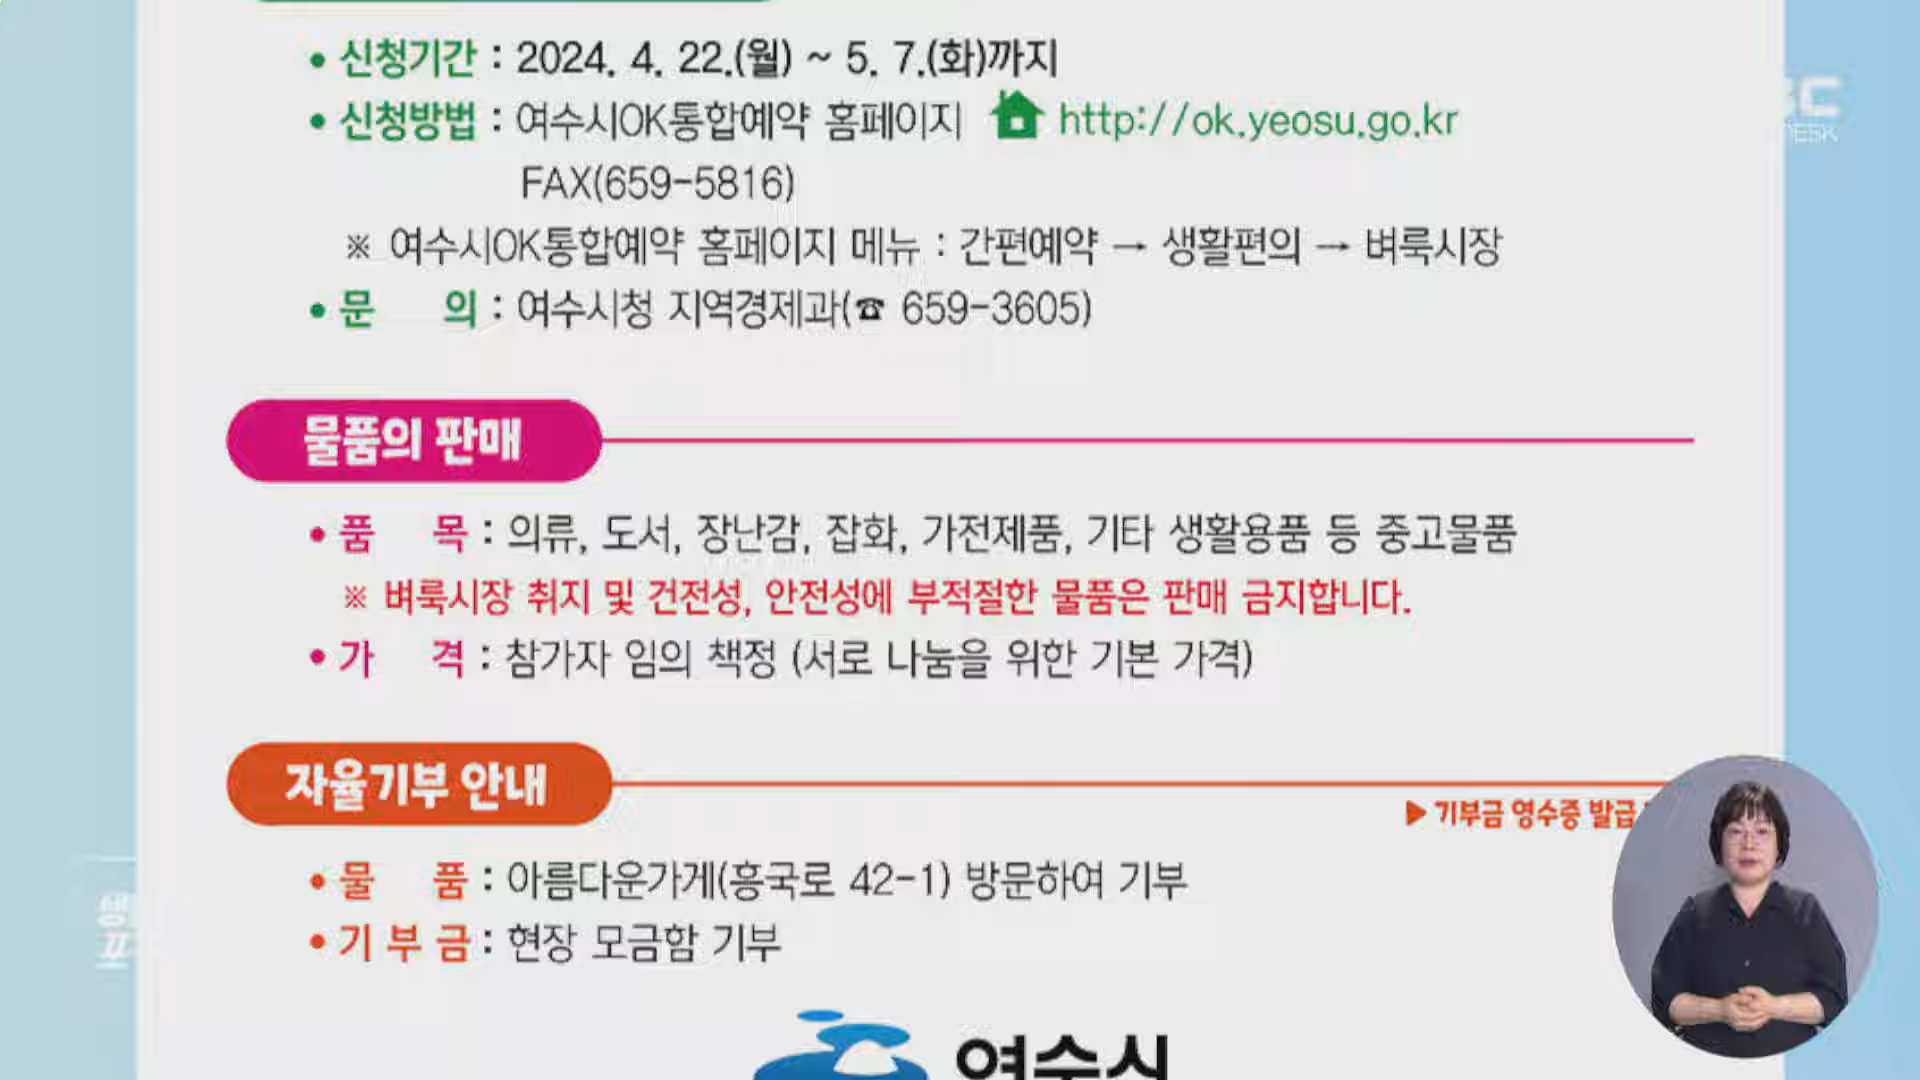 • 신청기간 : 2024. 4. 22.(월) ~ 5. 7.(화)까지
• 신청방법 : 여수시OK통합예약 홈페이지 http://ok.yeosu.go.kr
FAX(659-5816)
※ 여수시OK통합예약 홈페이지 메뉴 : 간편예약 → 생활편의 → 벼룩시장
• 문 의 : 여수시청 지역경제과(☎ 659-3605)
물품의 판매
• 품 목 : 의류, 도서, 장난감, 잡화, 가전제품, 기타 생활용품 등 중고물품
※ 벼룩시장 취지 및 건전성, 안전성에 부적절한 물품은 판매 금지합니다.
• 가 격 : 참가자 임의 책정 (서로 나눔을 위한 기본 가격)
자율기부 안내
▶ 기부금 영수증 발급
• 물 품 : 아름다운가게(흥국로 42-1) 방문하여 기부
• 기 부 금 : 현장 모금함 기부
여수시